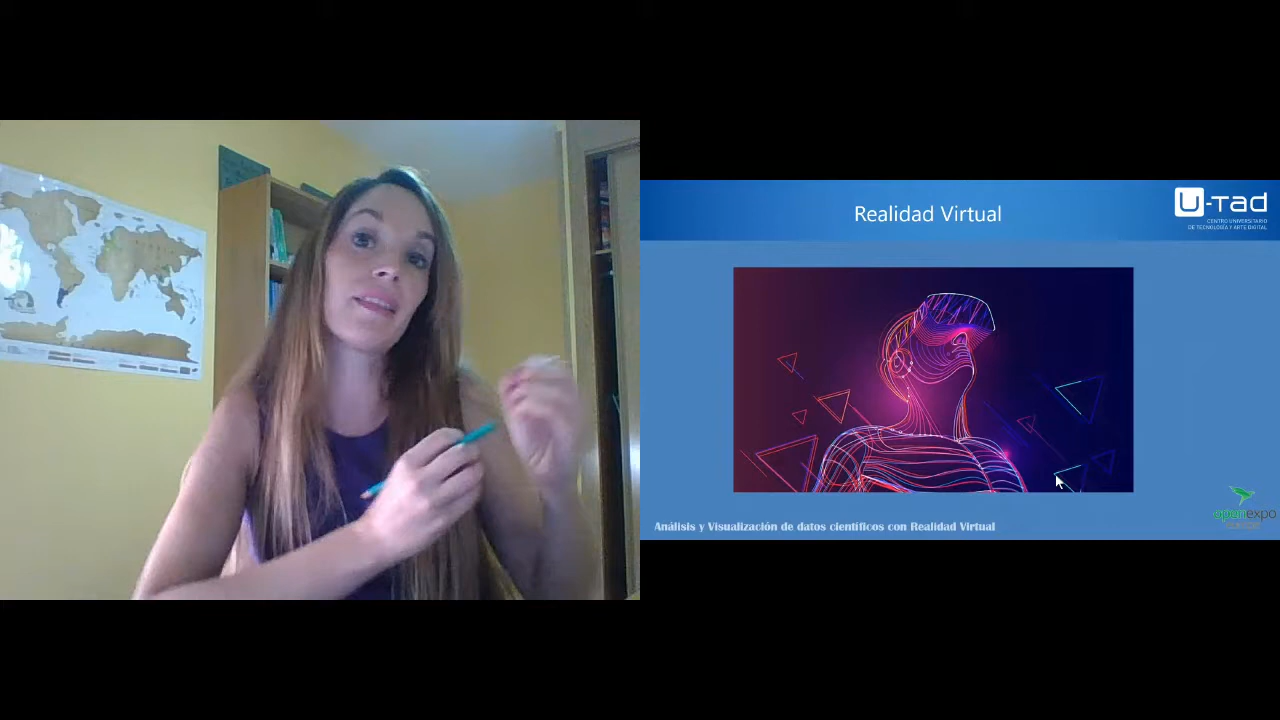 Realidad Virtual
U-Tad
CENTRO UNIVERSITARIO
DE TECNOLOGÍA Y ARTE DIGITAL
openexpo
Análisis y Visualización de datos científicos con Realidad Virtual